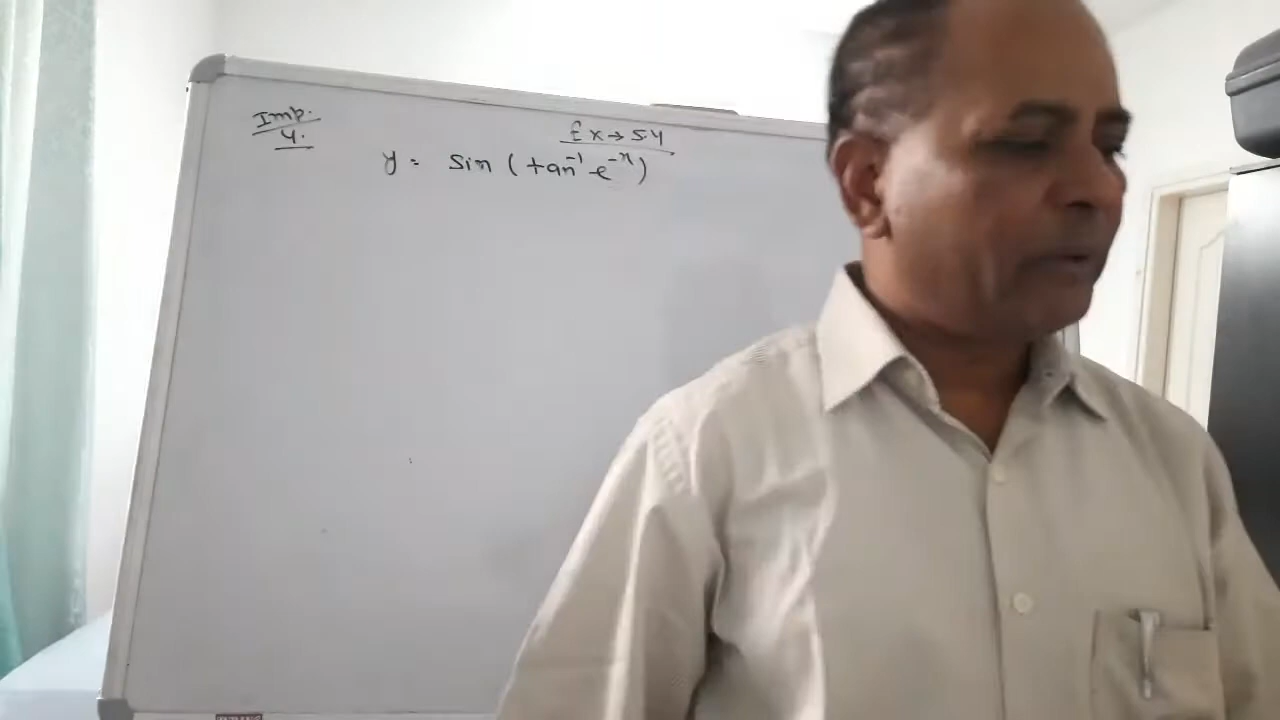 Imp.
4.
Ex → 5.4
y = sin (tan⁻¹ e⁻ˣ)